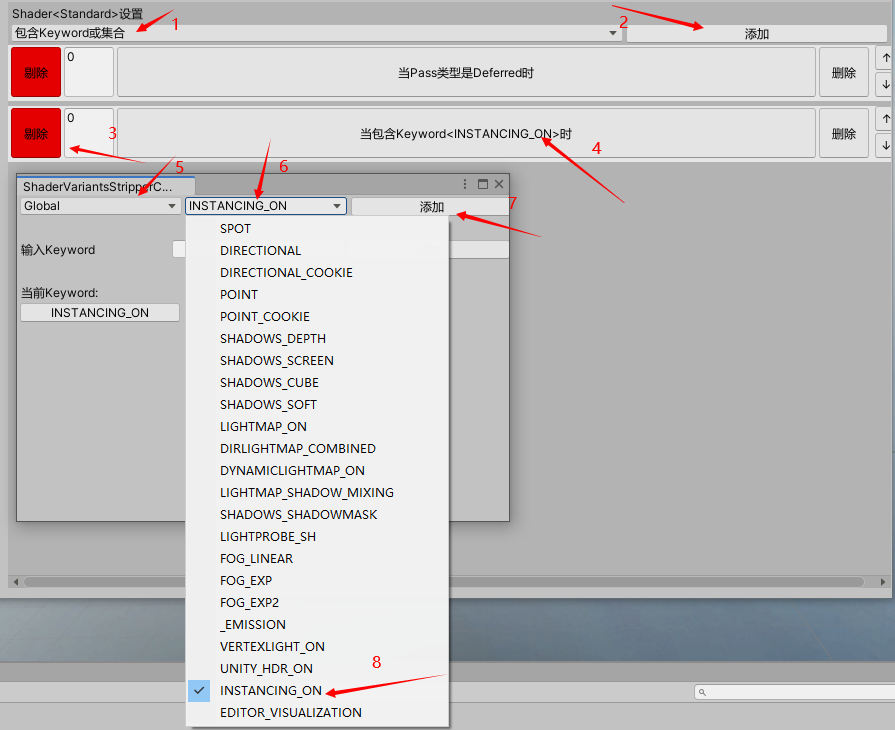 Shader<Standard>设置
1
包含Keyword或集合
2
添加
剔除
0
当Pass类型是Deferred时
删除
↑
↓
剔除
0
3
当包含Keyword<INSTANCING_ON>时
4
删除
↑
↓
5
6
ShaderVariantsStripperC...
Global
INSTANCING_ON
添加
7
输入Keyword
当前Keyword:
INSTANCING_ON
SPOT
DIRECTIONAL
DIRECTIONAL_COOKIE
POINT
POINT_COOKIE
SHADOWS_DEPTH
SHADOWS_SCREEN
SHADOWS_CUBE
SHADOWS_SOFT
LIGHTMAP_ON
DIRLIGHTMAP_COMBINED
DYNAMICLIGHTMAP_ON
LIGHTMAP_SHADOW_MIXING
SHADOWS_SHADOWMASK
LIGHTPROBE_SH
FOG_LINEAR
FOG_EXP
FOG_EXP2
_EMISSION
VERTEXLIGHT_ON
UNITY_HDR_ON
8
INSTANCING_ON
EDITOR_VISUALIZATION